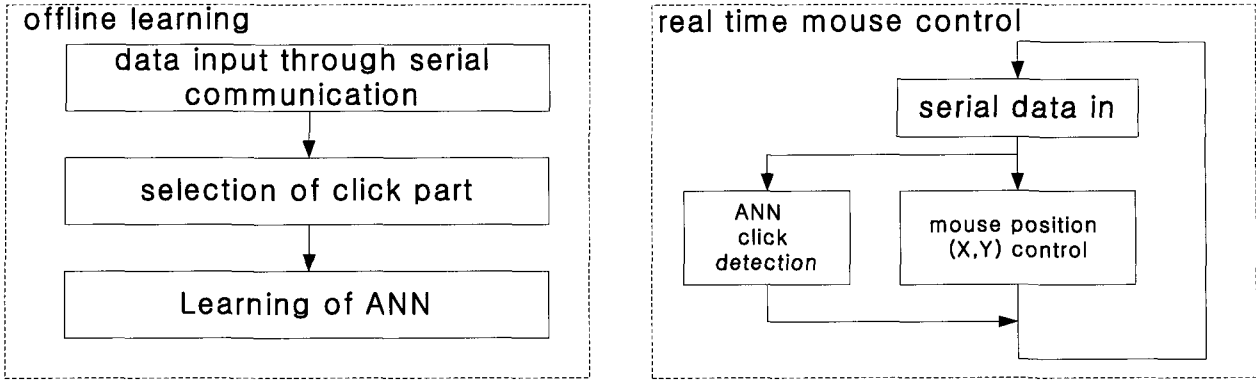 offline learning
data input through serial
communication
selection of click part
Learning of ANN
real time mouse control
serial data in
ANN
click
detection
mouse position
(X,Y) control